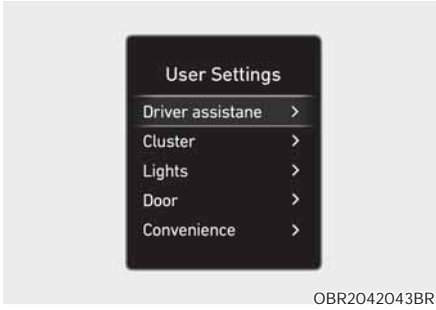 User Settings
Driver assistane >
Cluster >
Lights >
Door >
Convenience >
OBR2042043BR